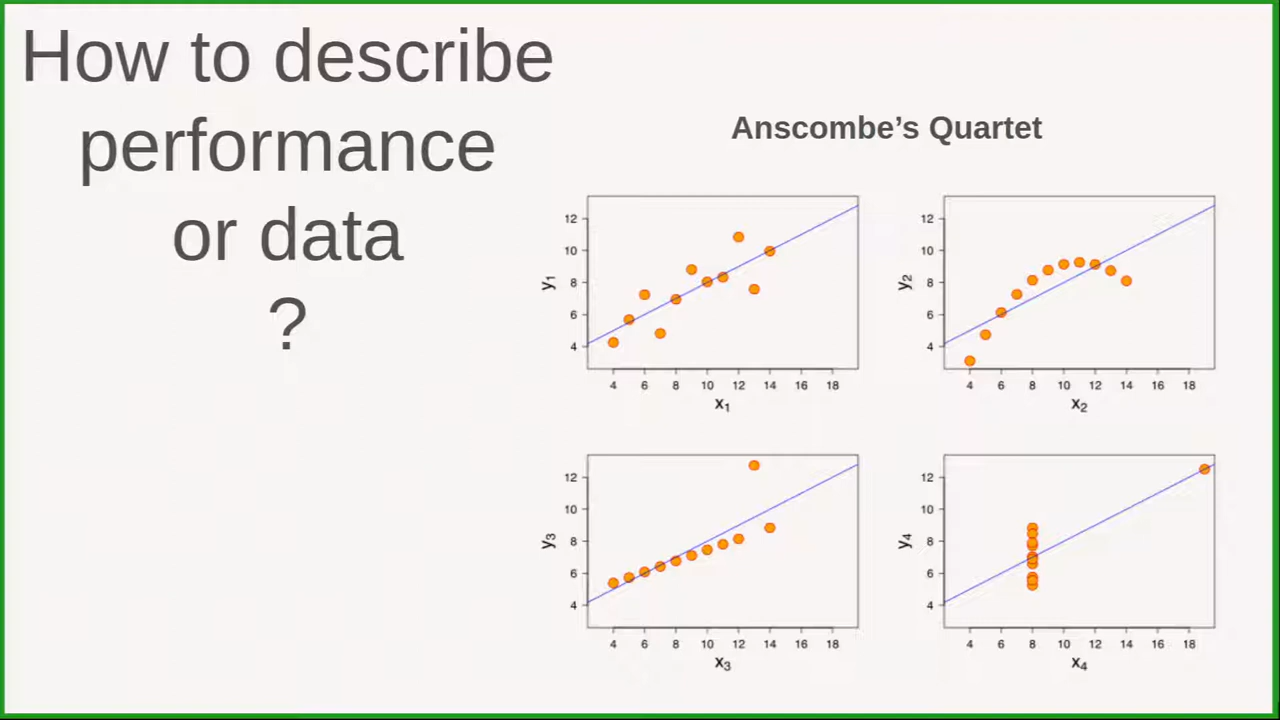 How to describe
performance
or data
?
Anscombe’s Quartet
12
10
8
6
4
y1
4 6 8 10 12 14 16 18
x1
12
10
8
6
4
y2
4 6 8 10 12 14 16 18
x2
12
10
8
6
4
y3
4 6 8 10 12 14 16 18
x3
12
10
8
6
4
y4
4 6 8 10 12 14 16 18
x4